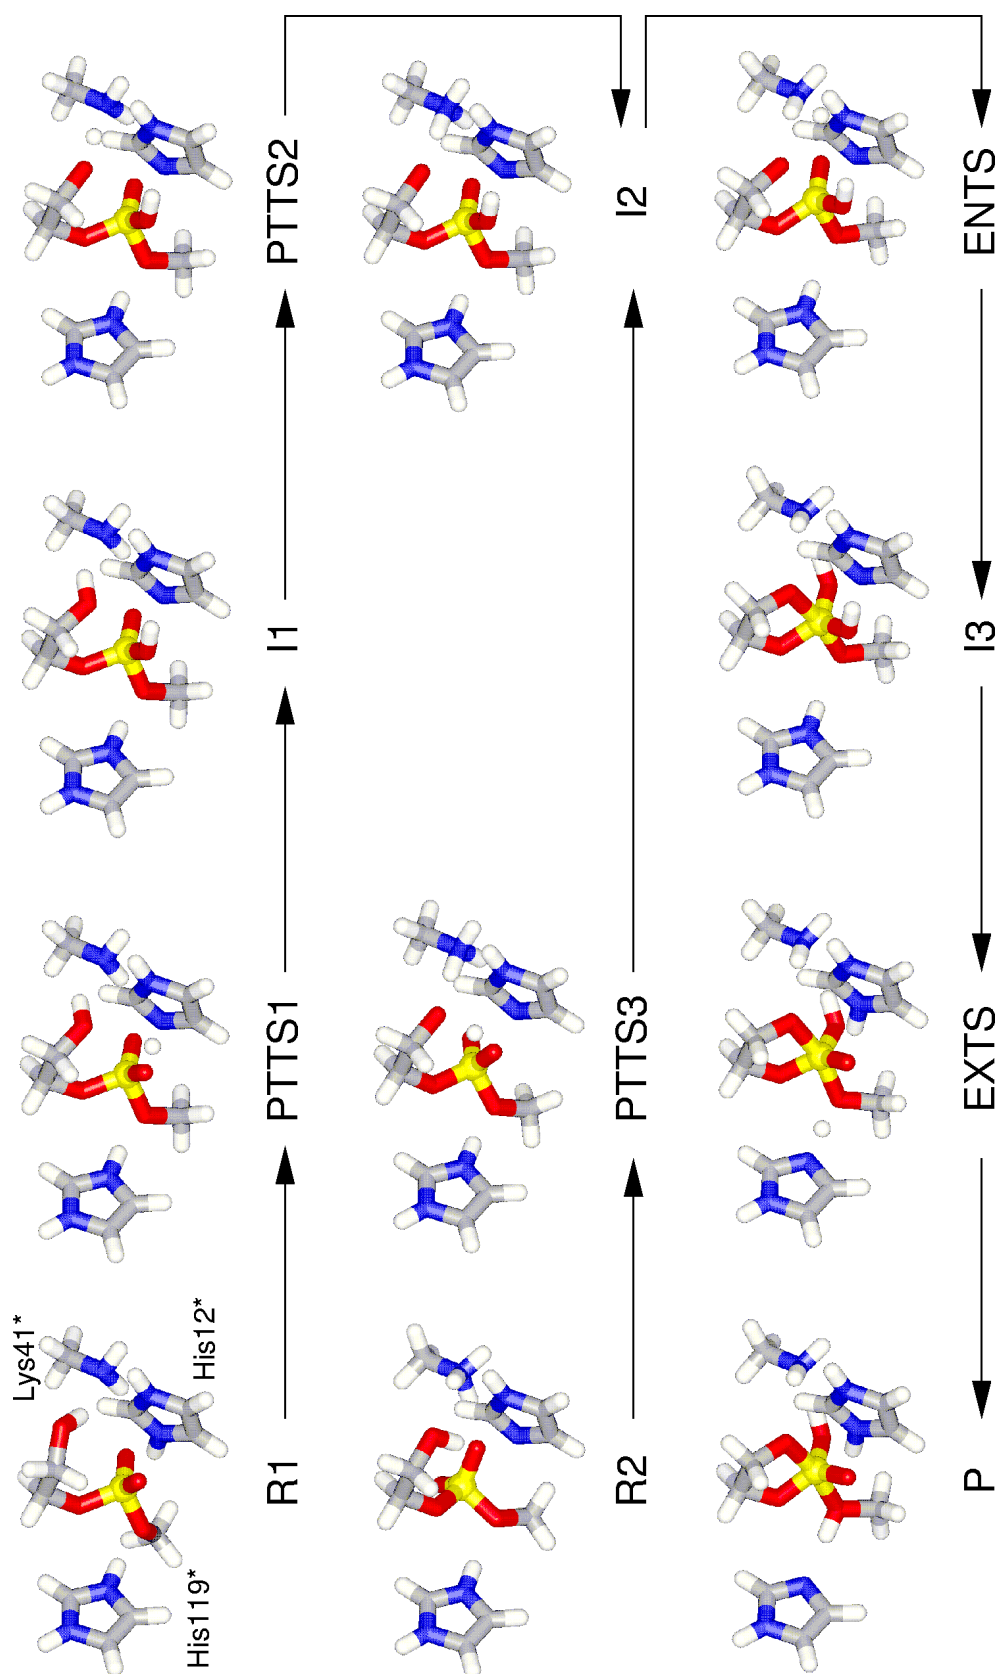 Lys41*
His12*
His119*
R1
PTTS1
I1
PTTS2
R2
PTTS3
I2
P
EXTS
I3
ENTS